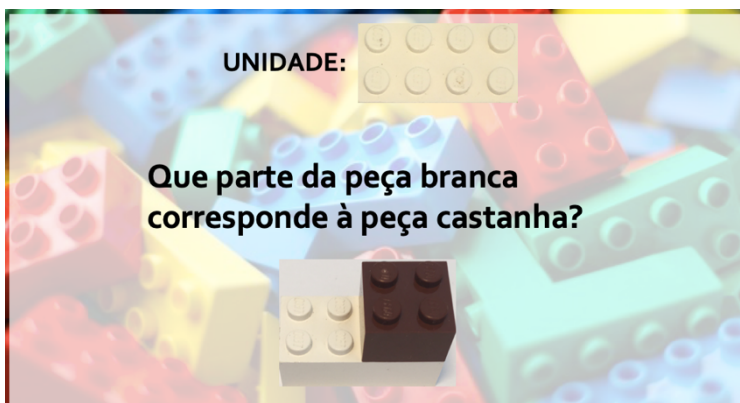 UNIDADE:
Que parte da peça branca
corresponde à peça castanha?